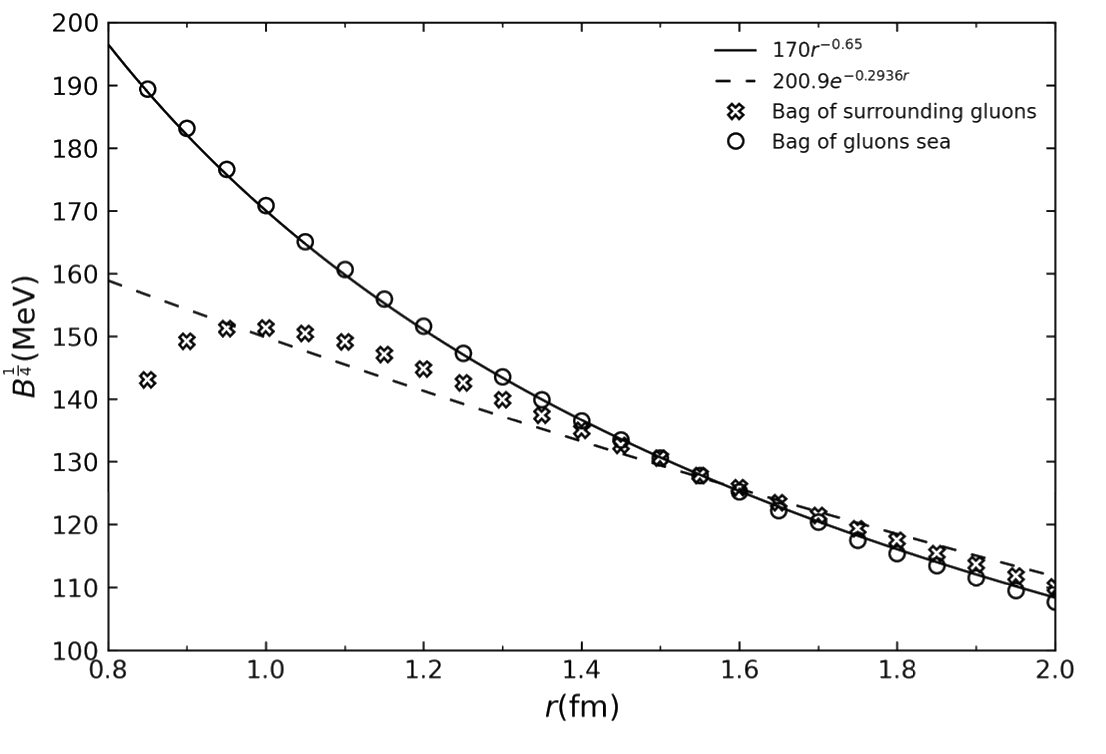 200
190
180
170
160
150
140
130
120
110
100
B^{1/4}(MeV)
170r^{−0.65}
200.9e^{−0.2936r}
Bag of surrounding gluons
Bag of gluons sea
0.8 1.0 1.2 1.4 1.6 1.8 2.0
r(fm)